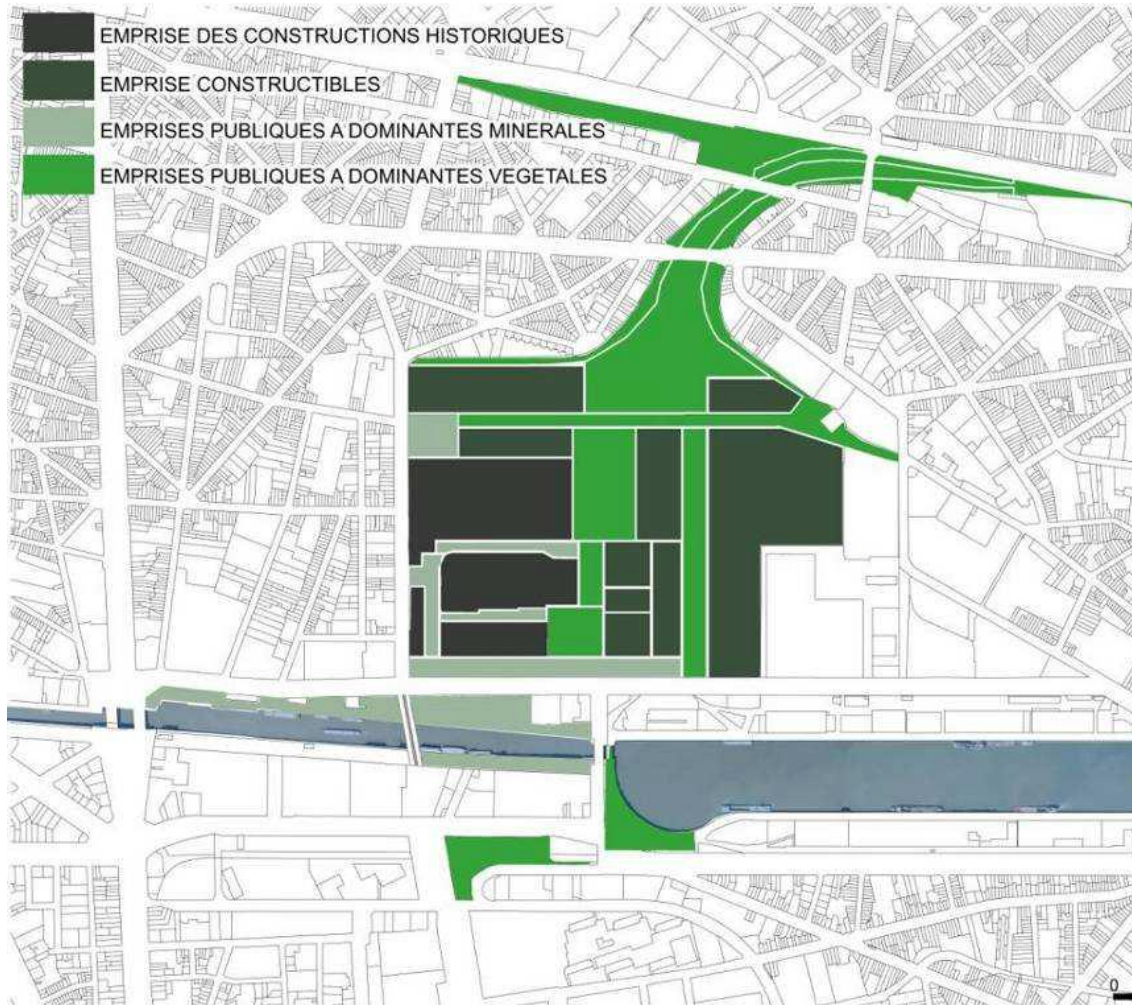 EMPRISE DES CONSTRUCTIONS HISTORIQUES
EMPRISE CONSTRUCTIBLES
EMPRISES PUBLIQUES A DOMINANTES MINERALES
EMPRISES PUBLIQUES A DOMINANTES VEGETALES
0